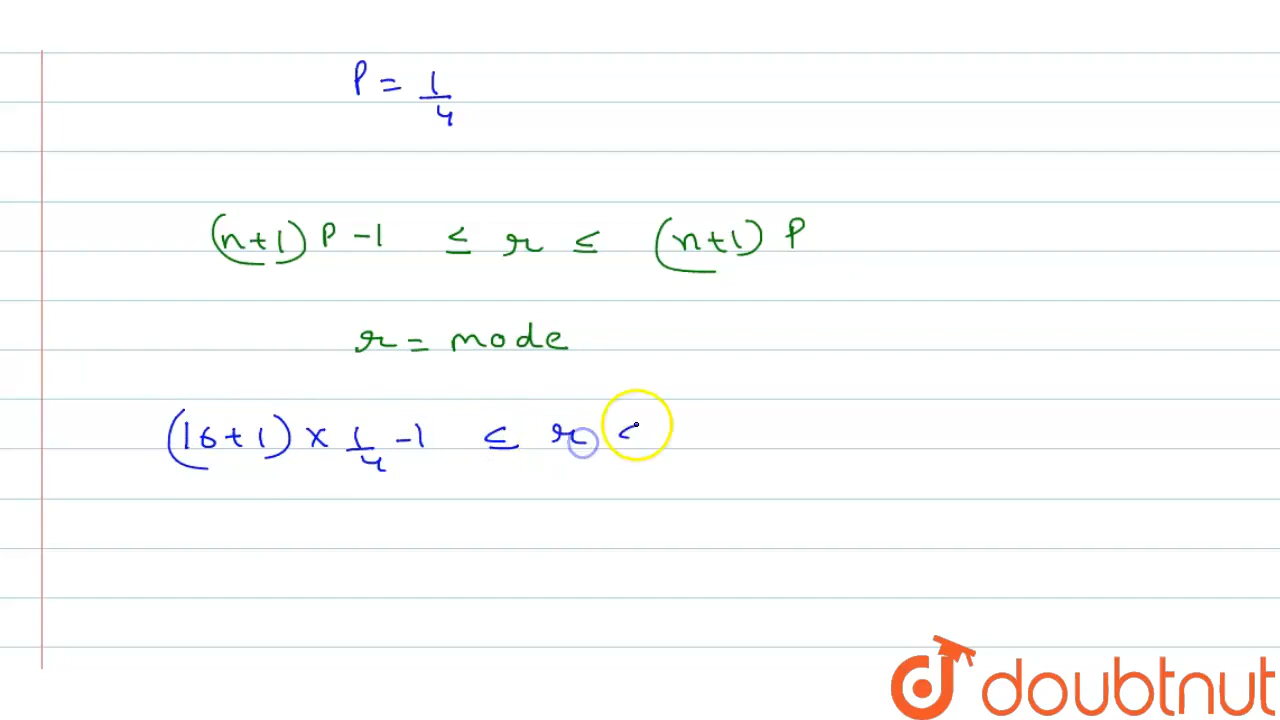 P = 1/4
(n+1) P -1 ≤ r ≤ (n+1) P
r = mode
(16+1) × 1/4 -1 ≤ r <
doubtnut